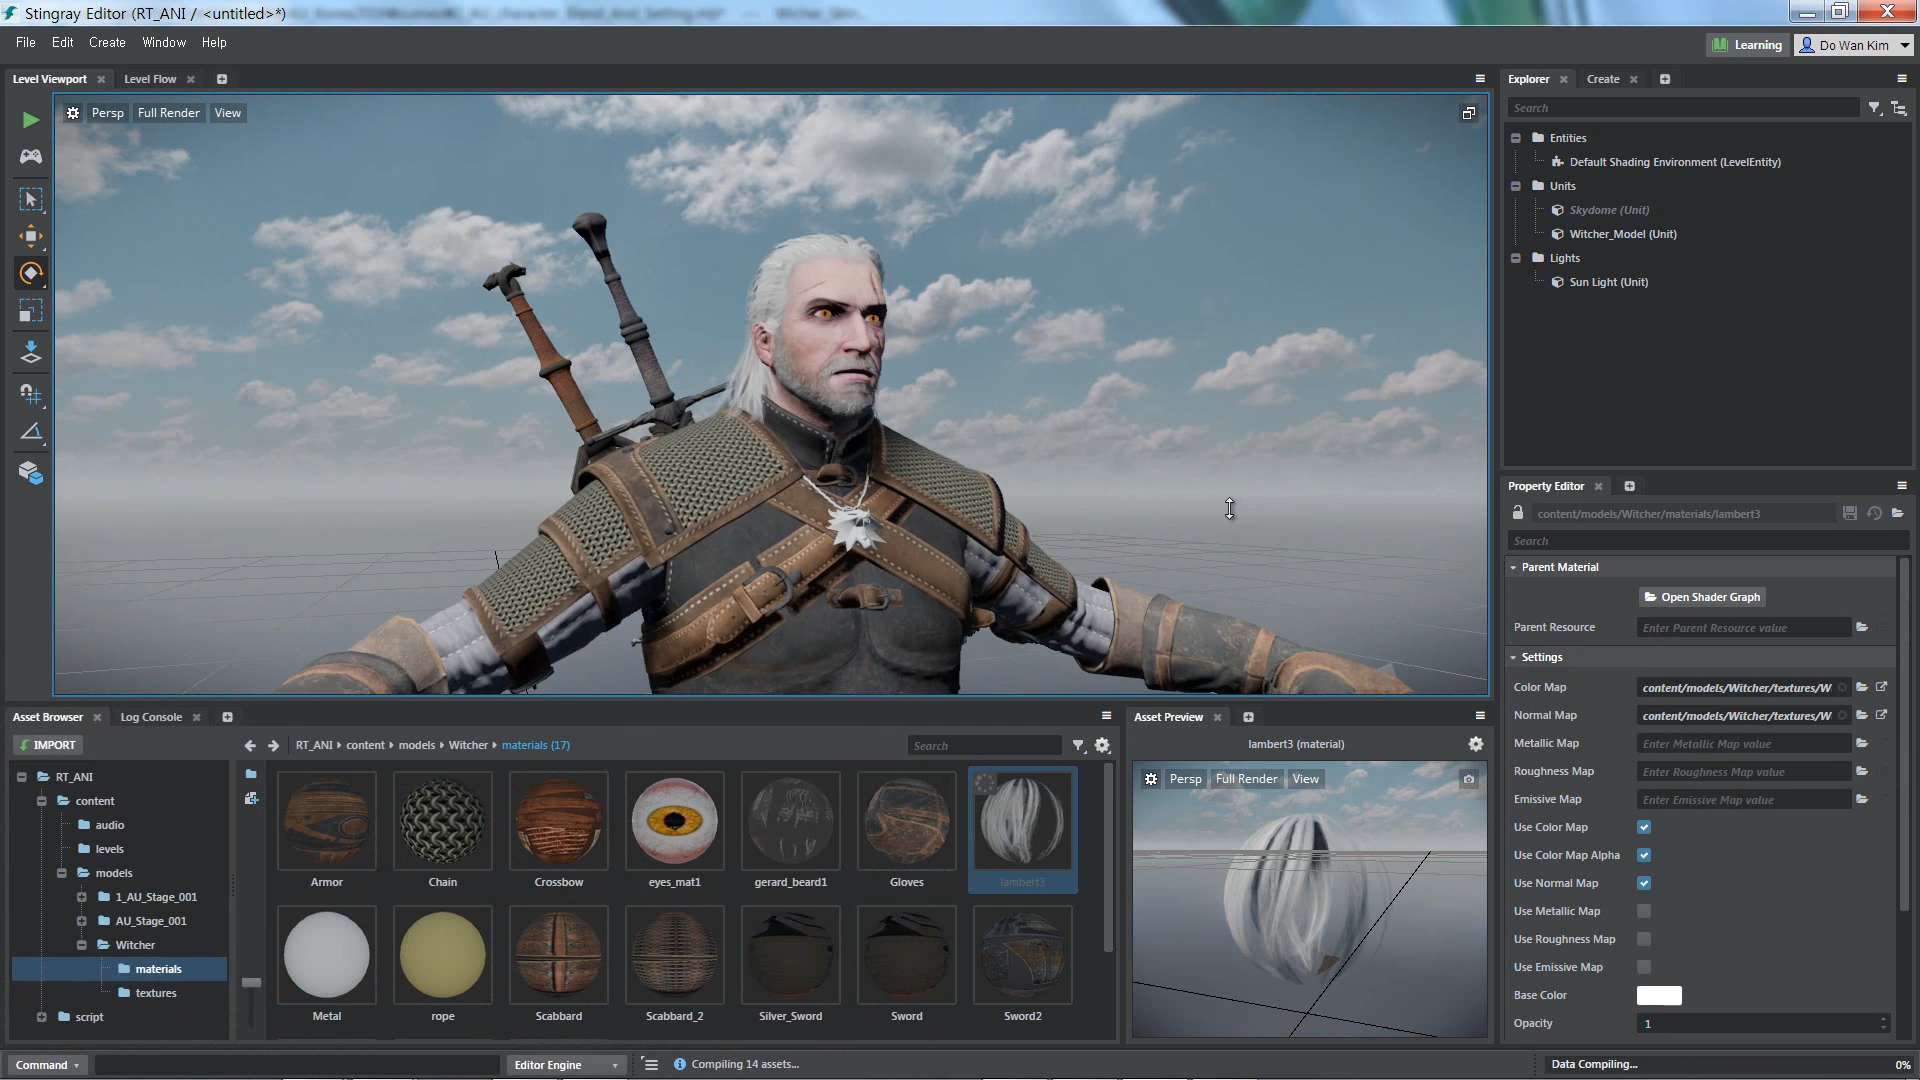 Stingray Editor (RT_ANI / <untitled>*)
File Edit Create Window Help
Learning
Do Wan Kim
Level Viewport
Level Flow
Persp Full Render View
Explorer
Create
Search
Entities
Default Shading Environment (LevelEntity)
Units
Skydome (Unit)
Witcher_Model (Unit)
Lights
Sun Light (Unit)
Property Editor
content/models/Witcher/materials/lambert3
Search
Parent Material
Open Shader Graph
Parent Resource Enter Parent Resource value
Settings
Color Map content/models/Witcher/textures/W
Normal Map content/models/Witcher/textures/W
Metallic Map Enter Metallic Map value
Roughness Map Enter Roughness Map value
Emissive Map Enter Emissive Map value
Use Color Map
Use Color Map Alpha
Use Normal Map
Use Metallic Map
Use Roughness Map
Use Emissive Map
Base Color
Opacity 1
Asset Browser
Log Console
IMPORT
RT_ANI content models Witcher materials (17)
Search
RT_ANI
content
audio
levels
models
1_AU_Stage_001
AU_Stage_001
Witcher
materials
textures
script
Armor Chain Crossbow eyes_mat1 gerard_beard1 Gloves lambert3
Metal rope Scabbard Scabbard_2 Silver_Sword Sword Sword2
Asset Preview
lambert3 (material)
Persp Full Render View
Command
Editor Engine
Compiling 14 assets...
Data Compiling... 0%